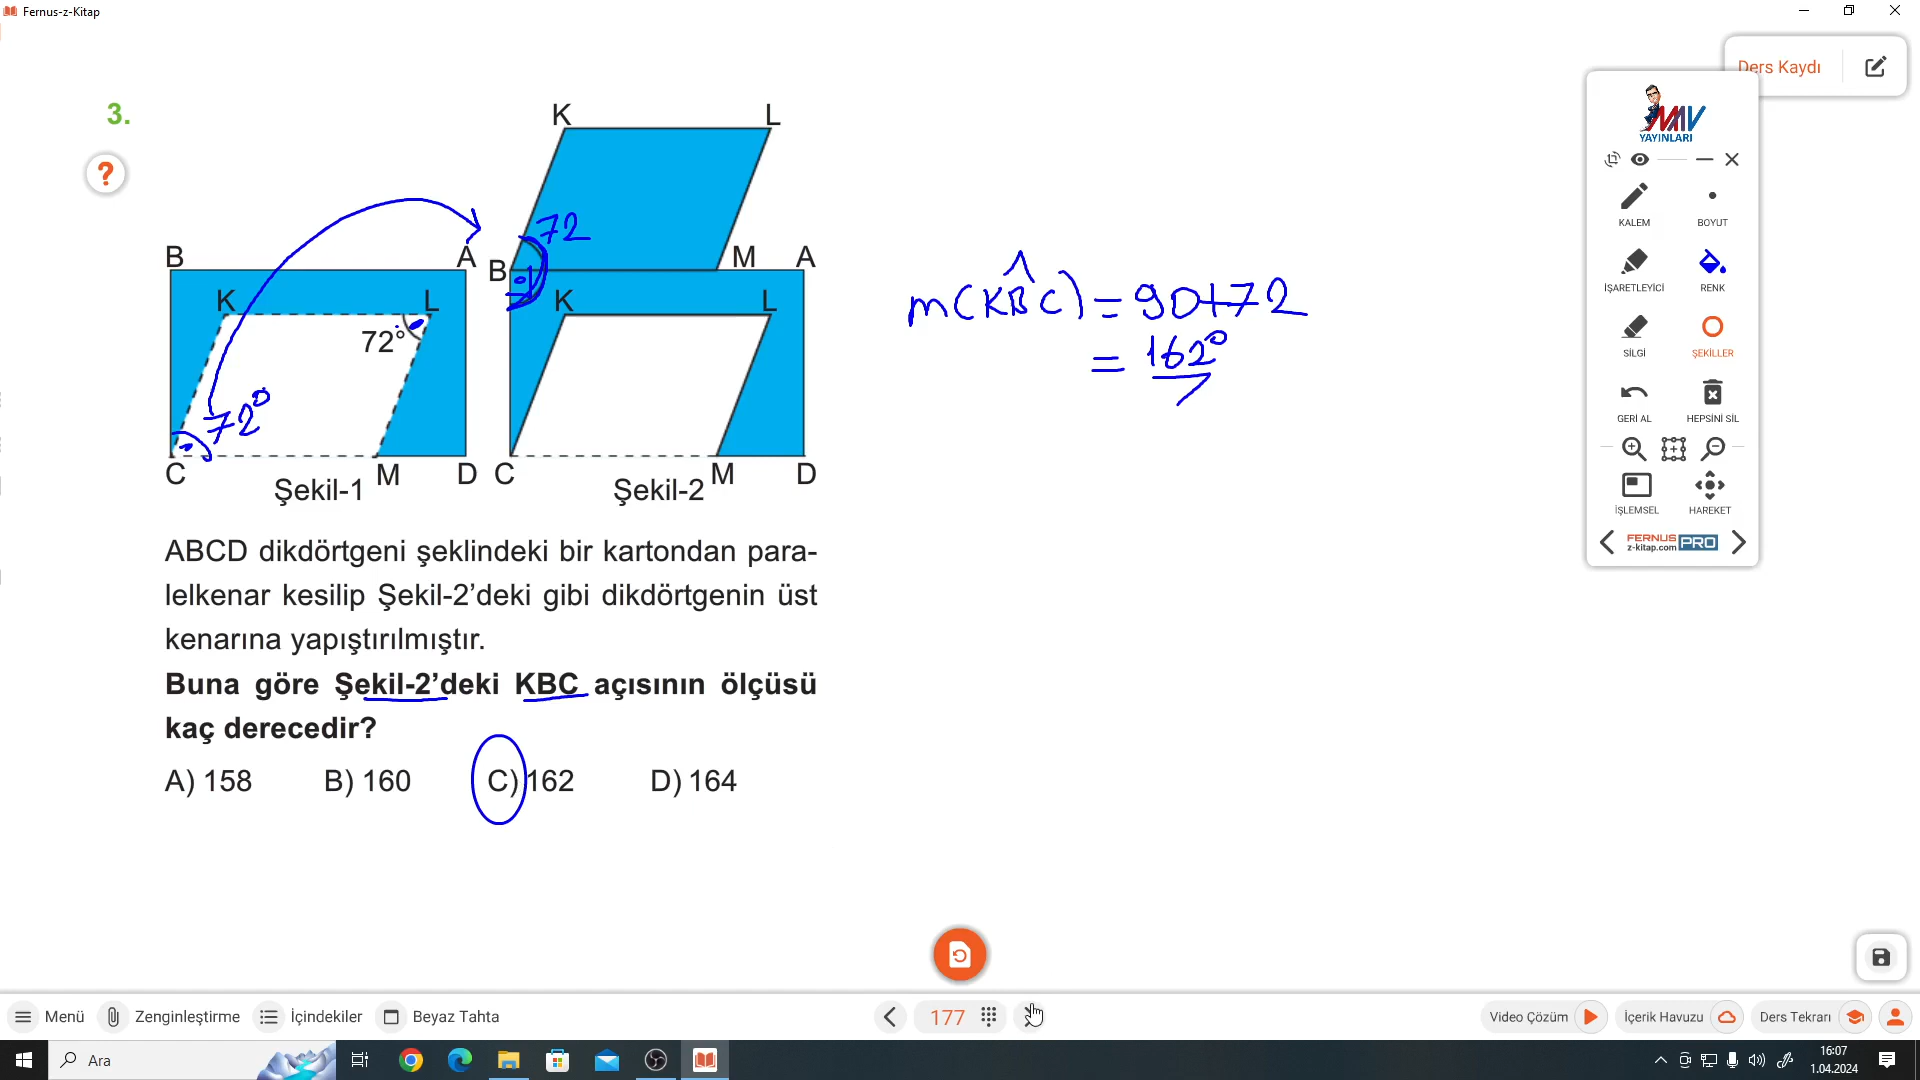 Fernus-z-Kitap
Ders Kaydı
3.
?
K L
B A B M A
K L K L
72°
72°
72
C M D C M D
Şekil-1 Şekil-2
m(KBC) = 90+72
= 162°
ABCD dikdörtgeni şeklindeki bir kartondan para-
lelkenar kesilip Şekil-2’deki gibi dikdörtgenin üst
kenarına yapıştırılmıştır.
Buna göre Şekil-2’deki KBC açısının ölçüsü
kaç derecedir?
A) 158 B) 160 C) 162 D) 164
MMV
YAYINLARI
KALEM BOYUT
İŞARETLEYİCİ RENK
SİLGİ ŞEKİLLER
GERİ AL HEPSİNİ SİL
İŞLEMSEL HAREKET
FERNUS
z-kitap.com PRO
Menü Zenginleştirme İçindekiler Beyaz Tahta 177 Video Çözüm İçerik Havuzu Ders Tekrarı
Ara 16:07
1.04.2024